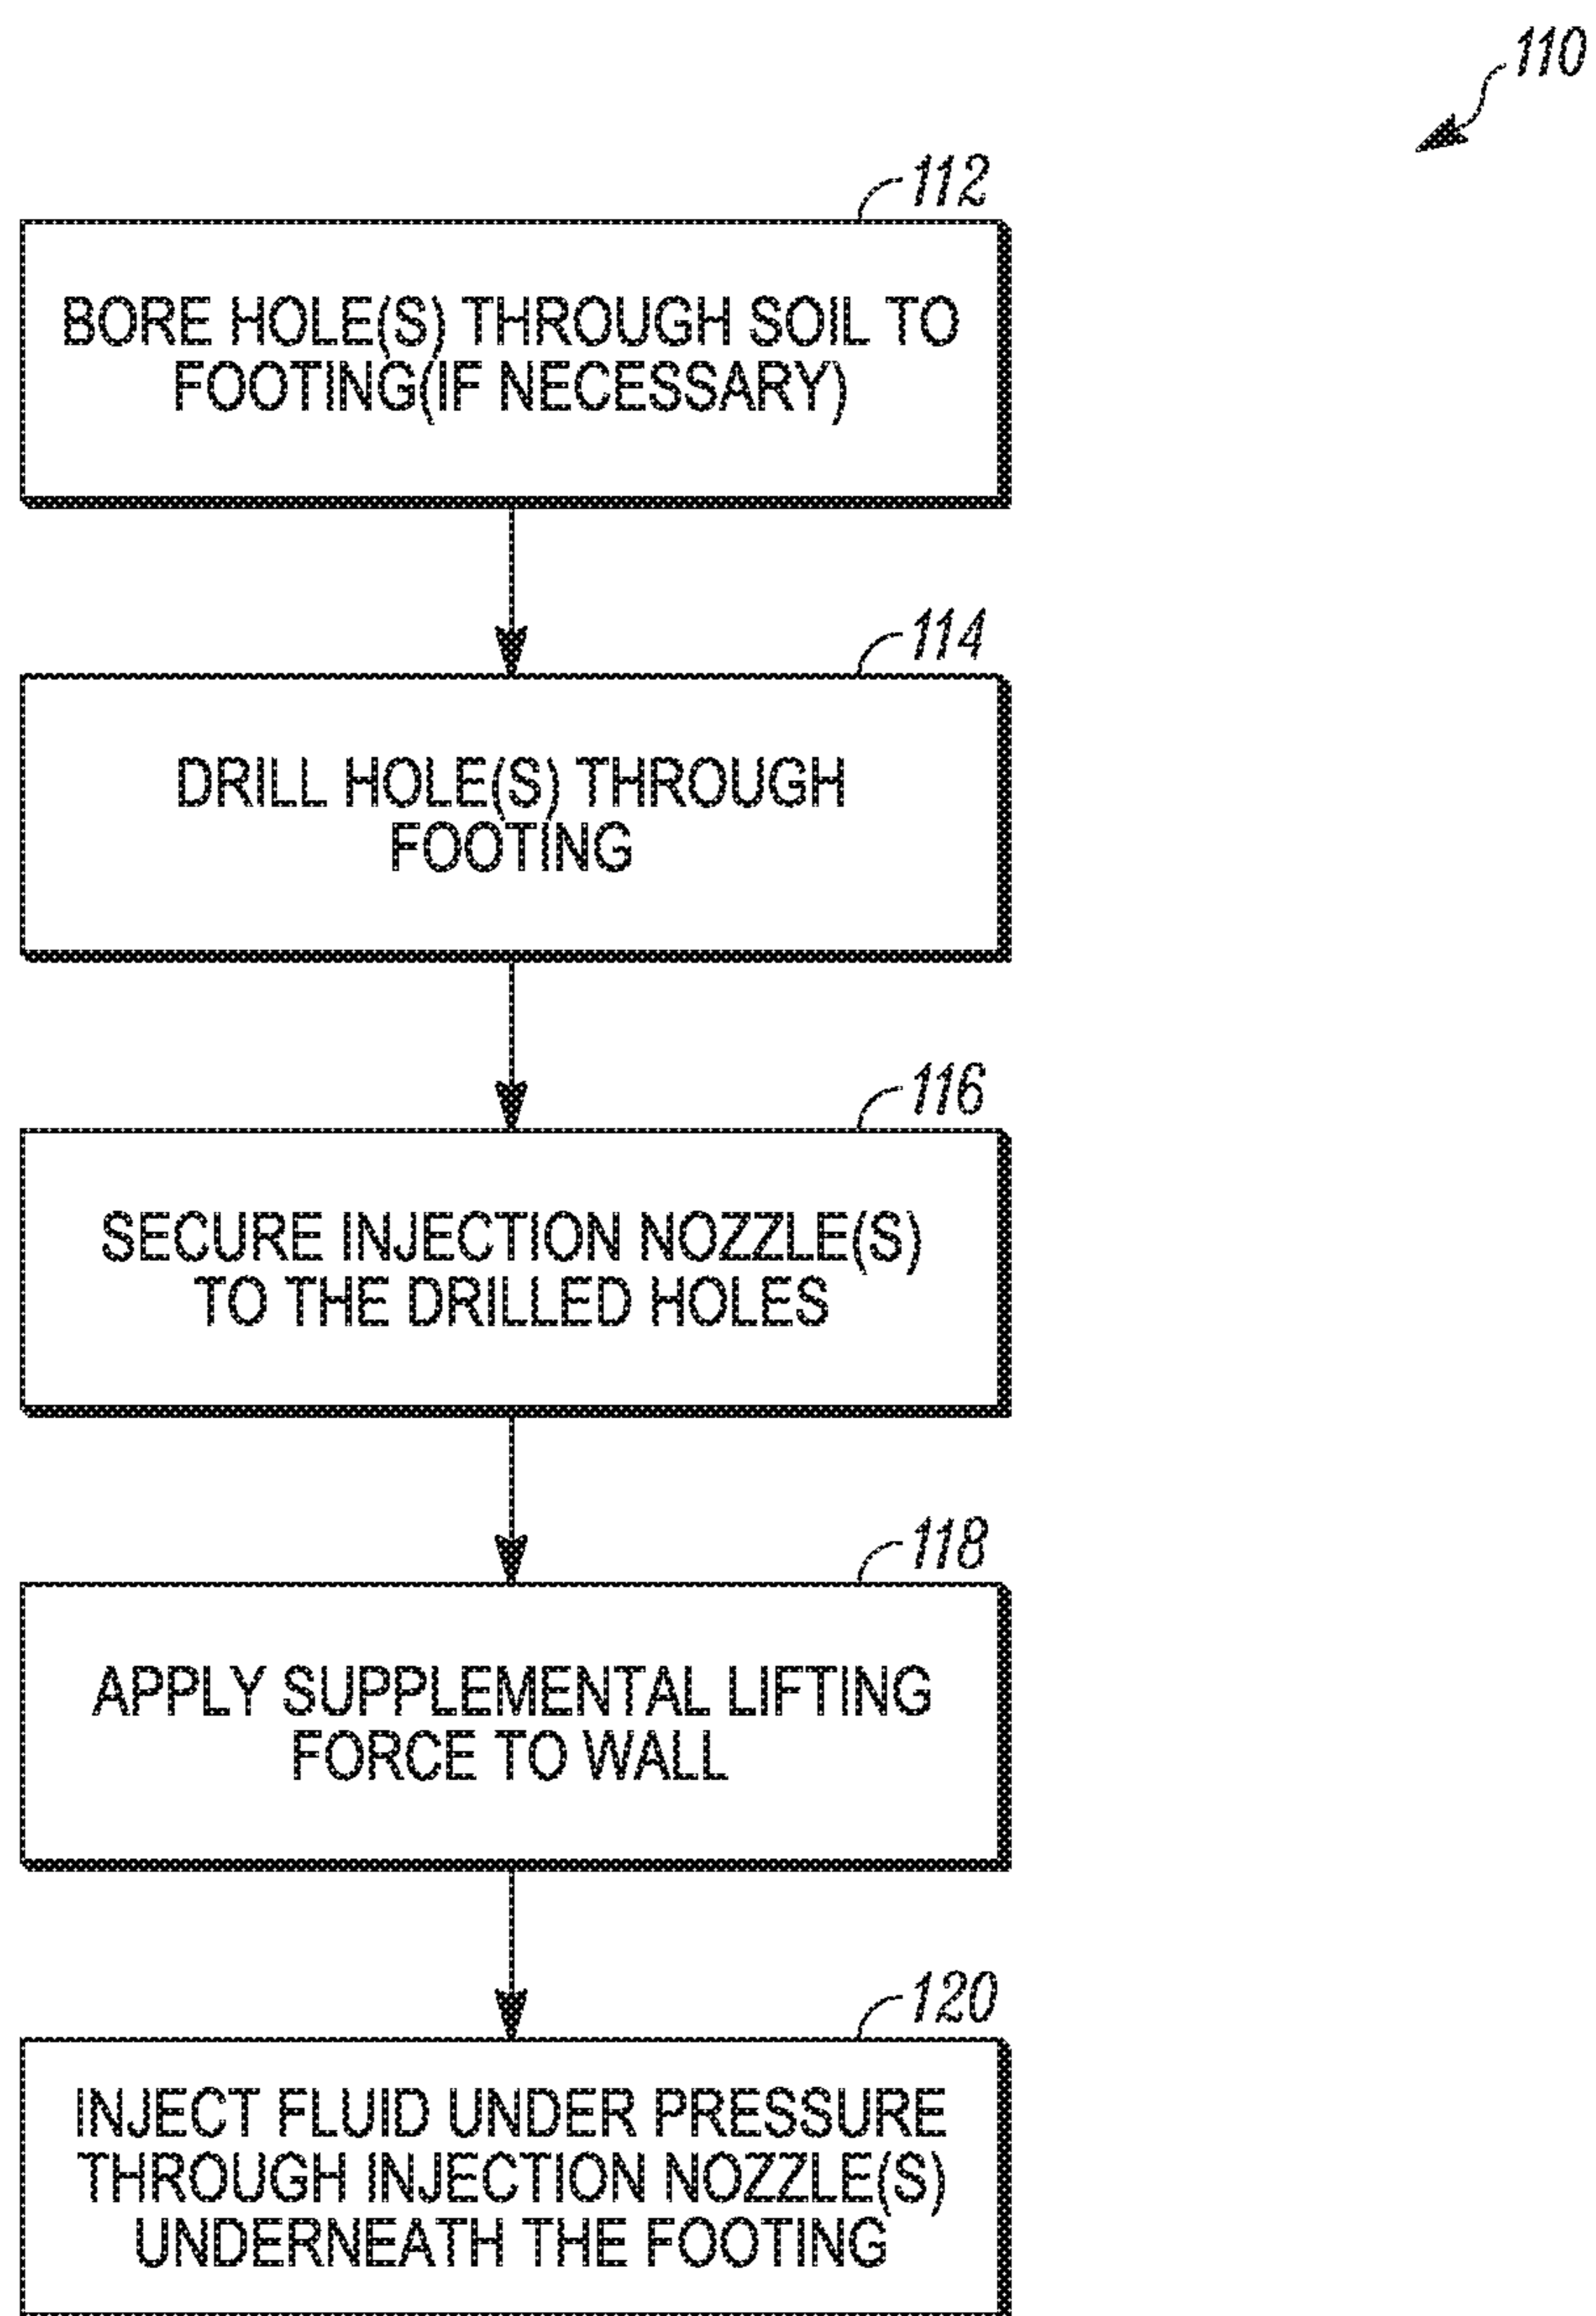 110
112
BORE HOLE(S) THROUGH SOIL TO
FOOTING(IF NECESSARY)
114
DRILL HOLE(S) THROUGH
FOOTING
116
SECURE INJECTION NOZZLE(S)
TO THE DRILLED HOLES
118
APPLY SUPPLEMENTAL LIFTING
FORCE TO WALL
120
INJECT FLUID UNDER PRESSURE
THROUGH INJECTION NOZZLE(S)
UNDERNEATH THE FOOTING